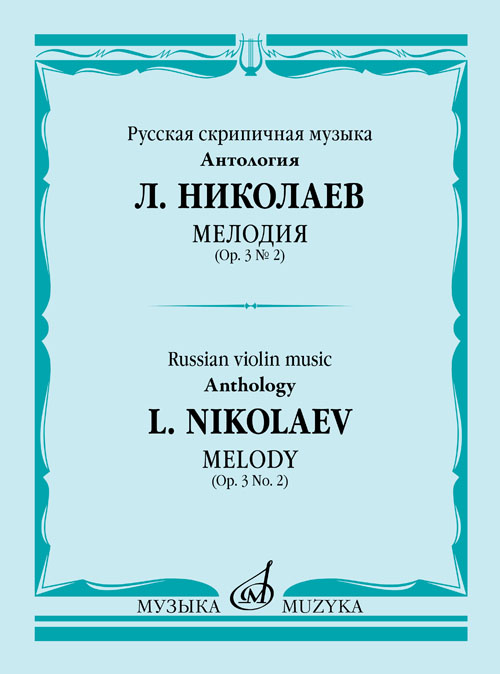 Русская скрипичная музыка
Антология
Л. НИКОЛАЕВ
МЕЛОДИЯ
(Op. 3 № 2)
Russian violin music
Anthology
L. NIKOLAEV
MELODY
(Op. 3 No. 2)
МУЗЫКА М MUZYKA